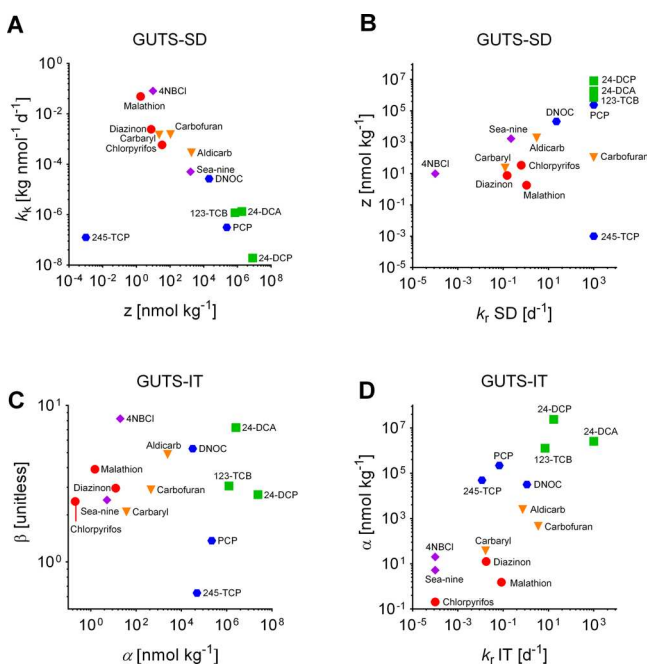 A
GUTS-SD
10^0
10^-2
10^-4
10^-6
10^-8
k_k [kg nmol^-1 d^-1]
4NBCl
Malathion
Diazinon
Carbaryl
Carbofuran
Chlorpyrifos
Aldicarb
Sea-nine
DNOC
123-TCB
24-DCA
245-TCP
PCP
24-DCP
10^-4 10^-2 10^0 10^2 10^4 10^6 10^8
z [nmol kg^-1]
B
GUTS-SD
10^7
10^5
10^3
10^1
10^-1
10^-3
10^-5
z [nmol kg^-1]
24-DCP
24-DCA
123-TCB
DNOC
PCP
Sea-nine
Aldicarb
4NBCl
Carbaryl
Chlorpyrifos
Carbofuran
Diazinon
Malathion
245-TCP
10^-5 10^-3 10^-1 10^1 10^3
k_r SD [d^-1]
C
GUTS-IT
10^1
10^0
β [unitless]
4NBCl
24-DCA
Aldicarb
DNOC
Malathion
Diazinon
123-TCB
Carbofuran
24-DCP
Sea-nine
Carbaryl
Chlorpyrifos
PCP
245-TCP
10^0 10^2 10^4 10^6 10^8
α [nmol kg^-1]
D
GUTS-IT
10^7
10^5
10^3
10^1
10^-1
α [nmol kg^-1]
24-DCP
24-DCA
PCP
123-TCB
245-TCP
DNOC
Aldicarb
Carbofuran
Carbaryl
4NBCl
Diazinon
Sea-nine
Malathion
Chlorpyrifos
10^-5 10^-3 10^-1 10^1 10^3
k_r IT [d^-1]